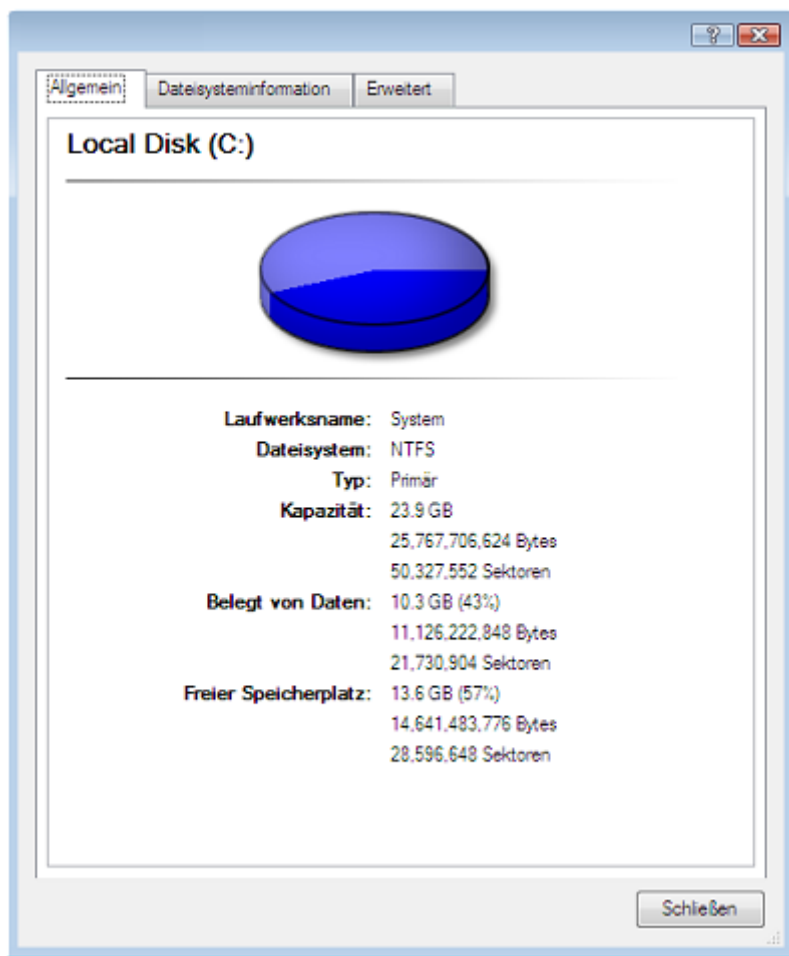 Allgemein Dateisysteminformation Erweitert
Local Disk (C:)
Laufwerksname: System
Dateisystem: NTFS
Typ: Primär
Kapazität: 23.9 GB
25,767,706,624 Bytes
50,327,552 Sektoren
Belegt von Daten: 10.3 GB (43%)
11,126,222,848 Bytes
21,730,904 Sektoren
Freier Speicherplatz: 13.6 GB (57%)
14,641,483,776 Bytes
28,596,648 Sektoren
Schließen